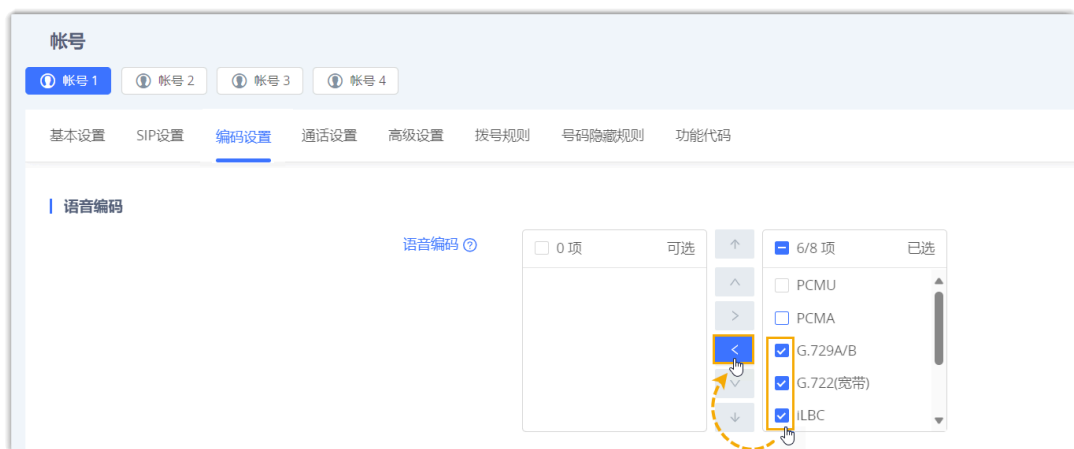 帐号
帐号 1 帐号 2 帐号 3 帐号 4
基本设置 SIP设置 编码设置 通话设置 高级设置 拨号规则 号码隐藏规则 功能代码
语音编码
语音编码 0 项 可选 6/8 项 已选
PCMU
PCMA
G.729A/B
G.722(宽带)
iLBC